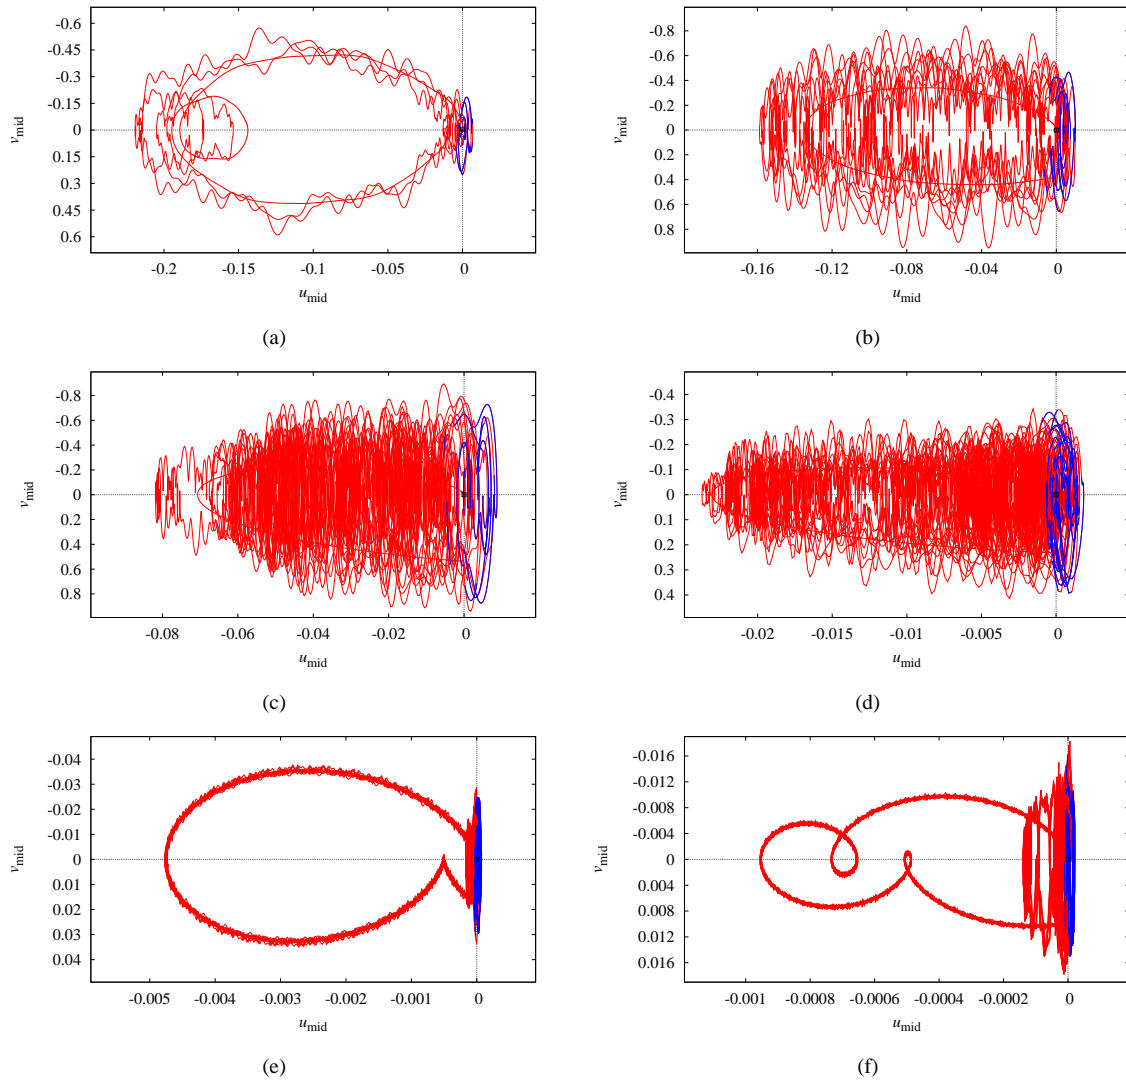 -0.6
-0.45
-0.3
-0.15
0
0.15
0.3
0.45
0.6
v_mid
-0.2 -0.15 -0.1 -0.05 0
u_mid
(a)
-0.8
-0.6
-0.4
-0.2
0
0.2
0.4
0.6
0.8
v_mid
-0.16 -0.12 -0.08 -0.04 0
u_mid
(b)
-0.8
-0.6
-0.4
-0.2
0
0.2
0.4
0.6
0.8
v_mid
-0.08 -0.06 -0.04 -0.02 0
u_mid
(c)
-0.4
-0.3
-0.2
-0.1
0
0.1
0.2
0.3
0.4
v_mid
-0.02 -0.015 -0.01 -0.005 0
u_mid
(d)
-0.04
-0.03
-0.02
-0.01
0
0.01
0.02
0.03
0.04
v_mid
-0.005 -0.004 -0.003 -0.002 -0.001 0
u_mid
(e)
-0.016
-0.012
-0.008
-0.004
0
0.004
0.008
0.012
0.016
v_mid
-0.001 -0.0008 -0.0006 -0.0004 -0.0002 0
u_mid
(f)